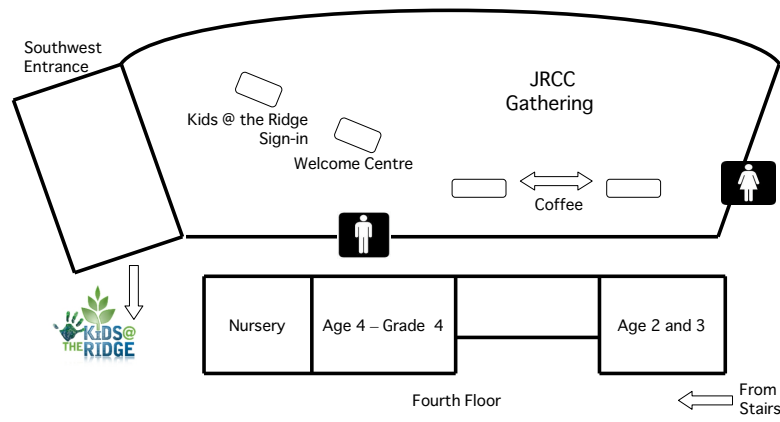 Southwest
Entrance
JRCC
Gathering
Kids @ the Ridge
Sign-in
Welcome Centre
Coffee
KIDS@
THE RIDGE
Nursery
Age 4 – Grade  4
Age 2 and 3
Fourth Floor
From
Stairs